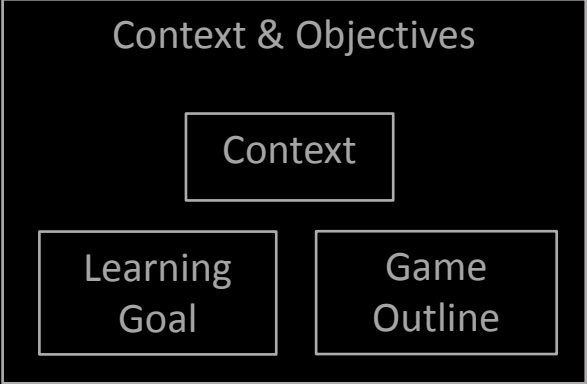 Context & Objectives
Context
Learning
Goal
Game
Outline